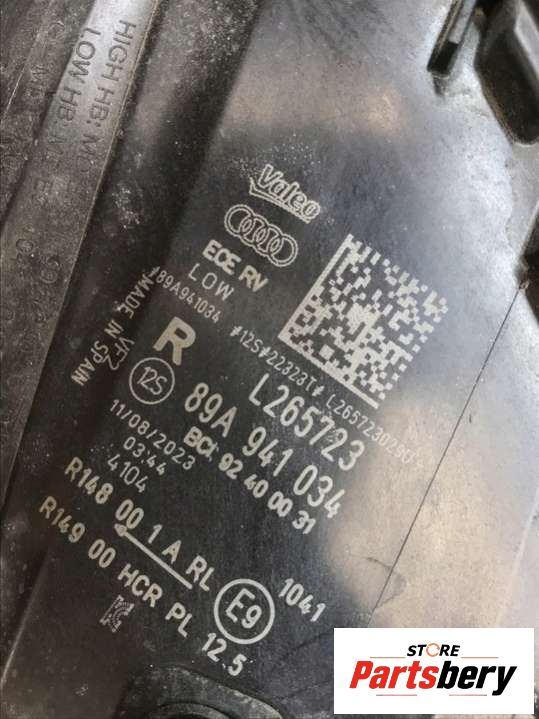 HIGH HB: M
LOW HB:
Valeo
ECE RV
LOW
89A941034 #12S#22323T# L265723029
R
L265723
89A 941 034
BCI 92 40 00 31
MADE IN SPAIN
VF2
12S
11/08/2023
03:44
4104
R148 00 1 A RL
R149 00 HCR PL 12.5
E9
1041
STORE
Partsbery